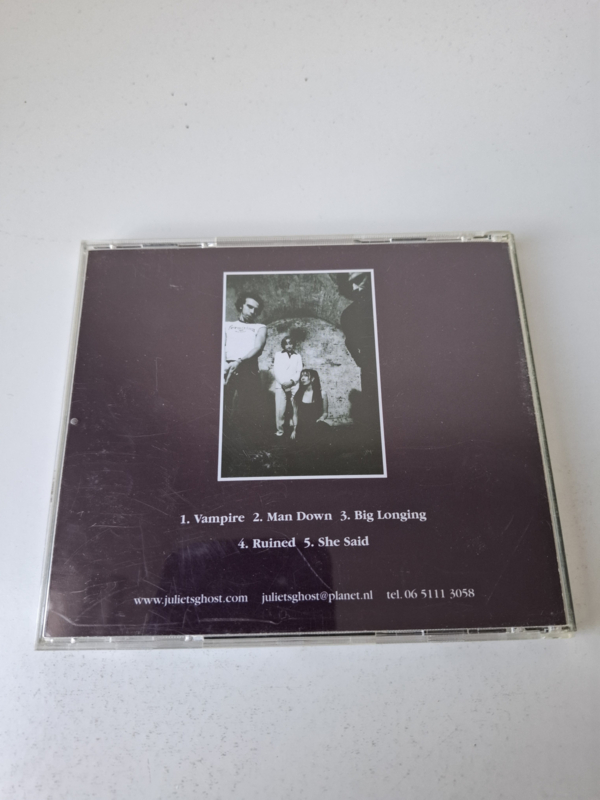 1. Vampire 2. Man Down 3. Big Longing
4. Ruined 5. She Said
www.julietsghost.com julietsghost@planet.nl tel. 06 5111 3058